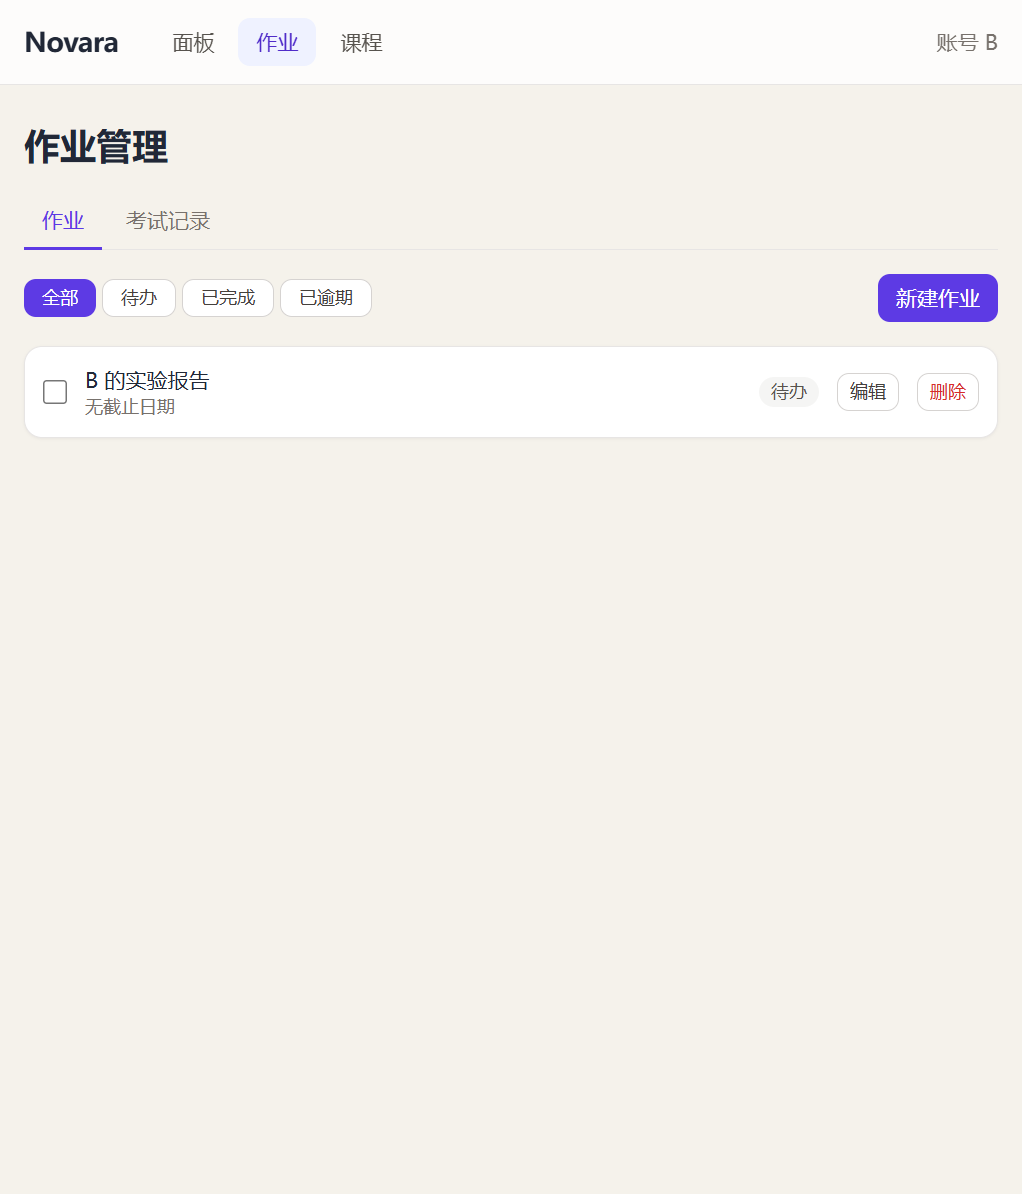 Novara 面板 作业 课程 账号 B
作业管理
作业 考试记录
全部 待办 已完成 已逾期 新建作业
B 的实验报告
无截止日期
待办 编辑 删除